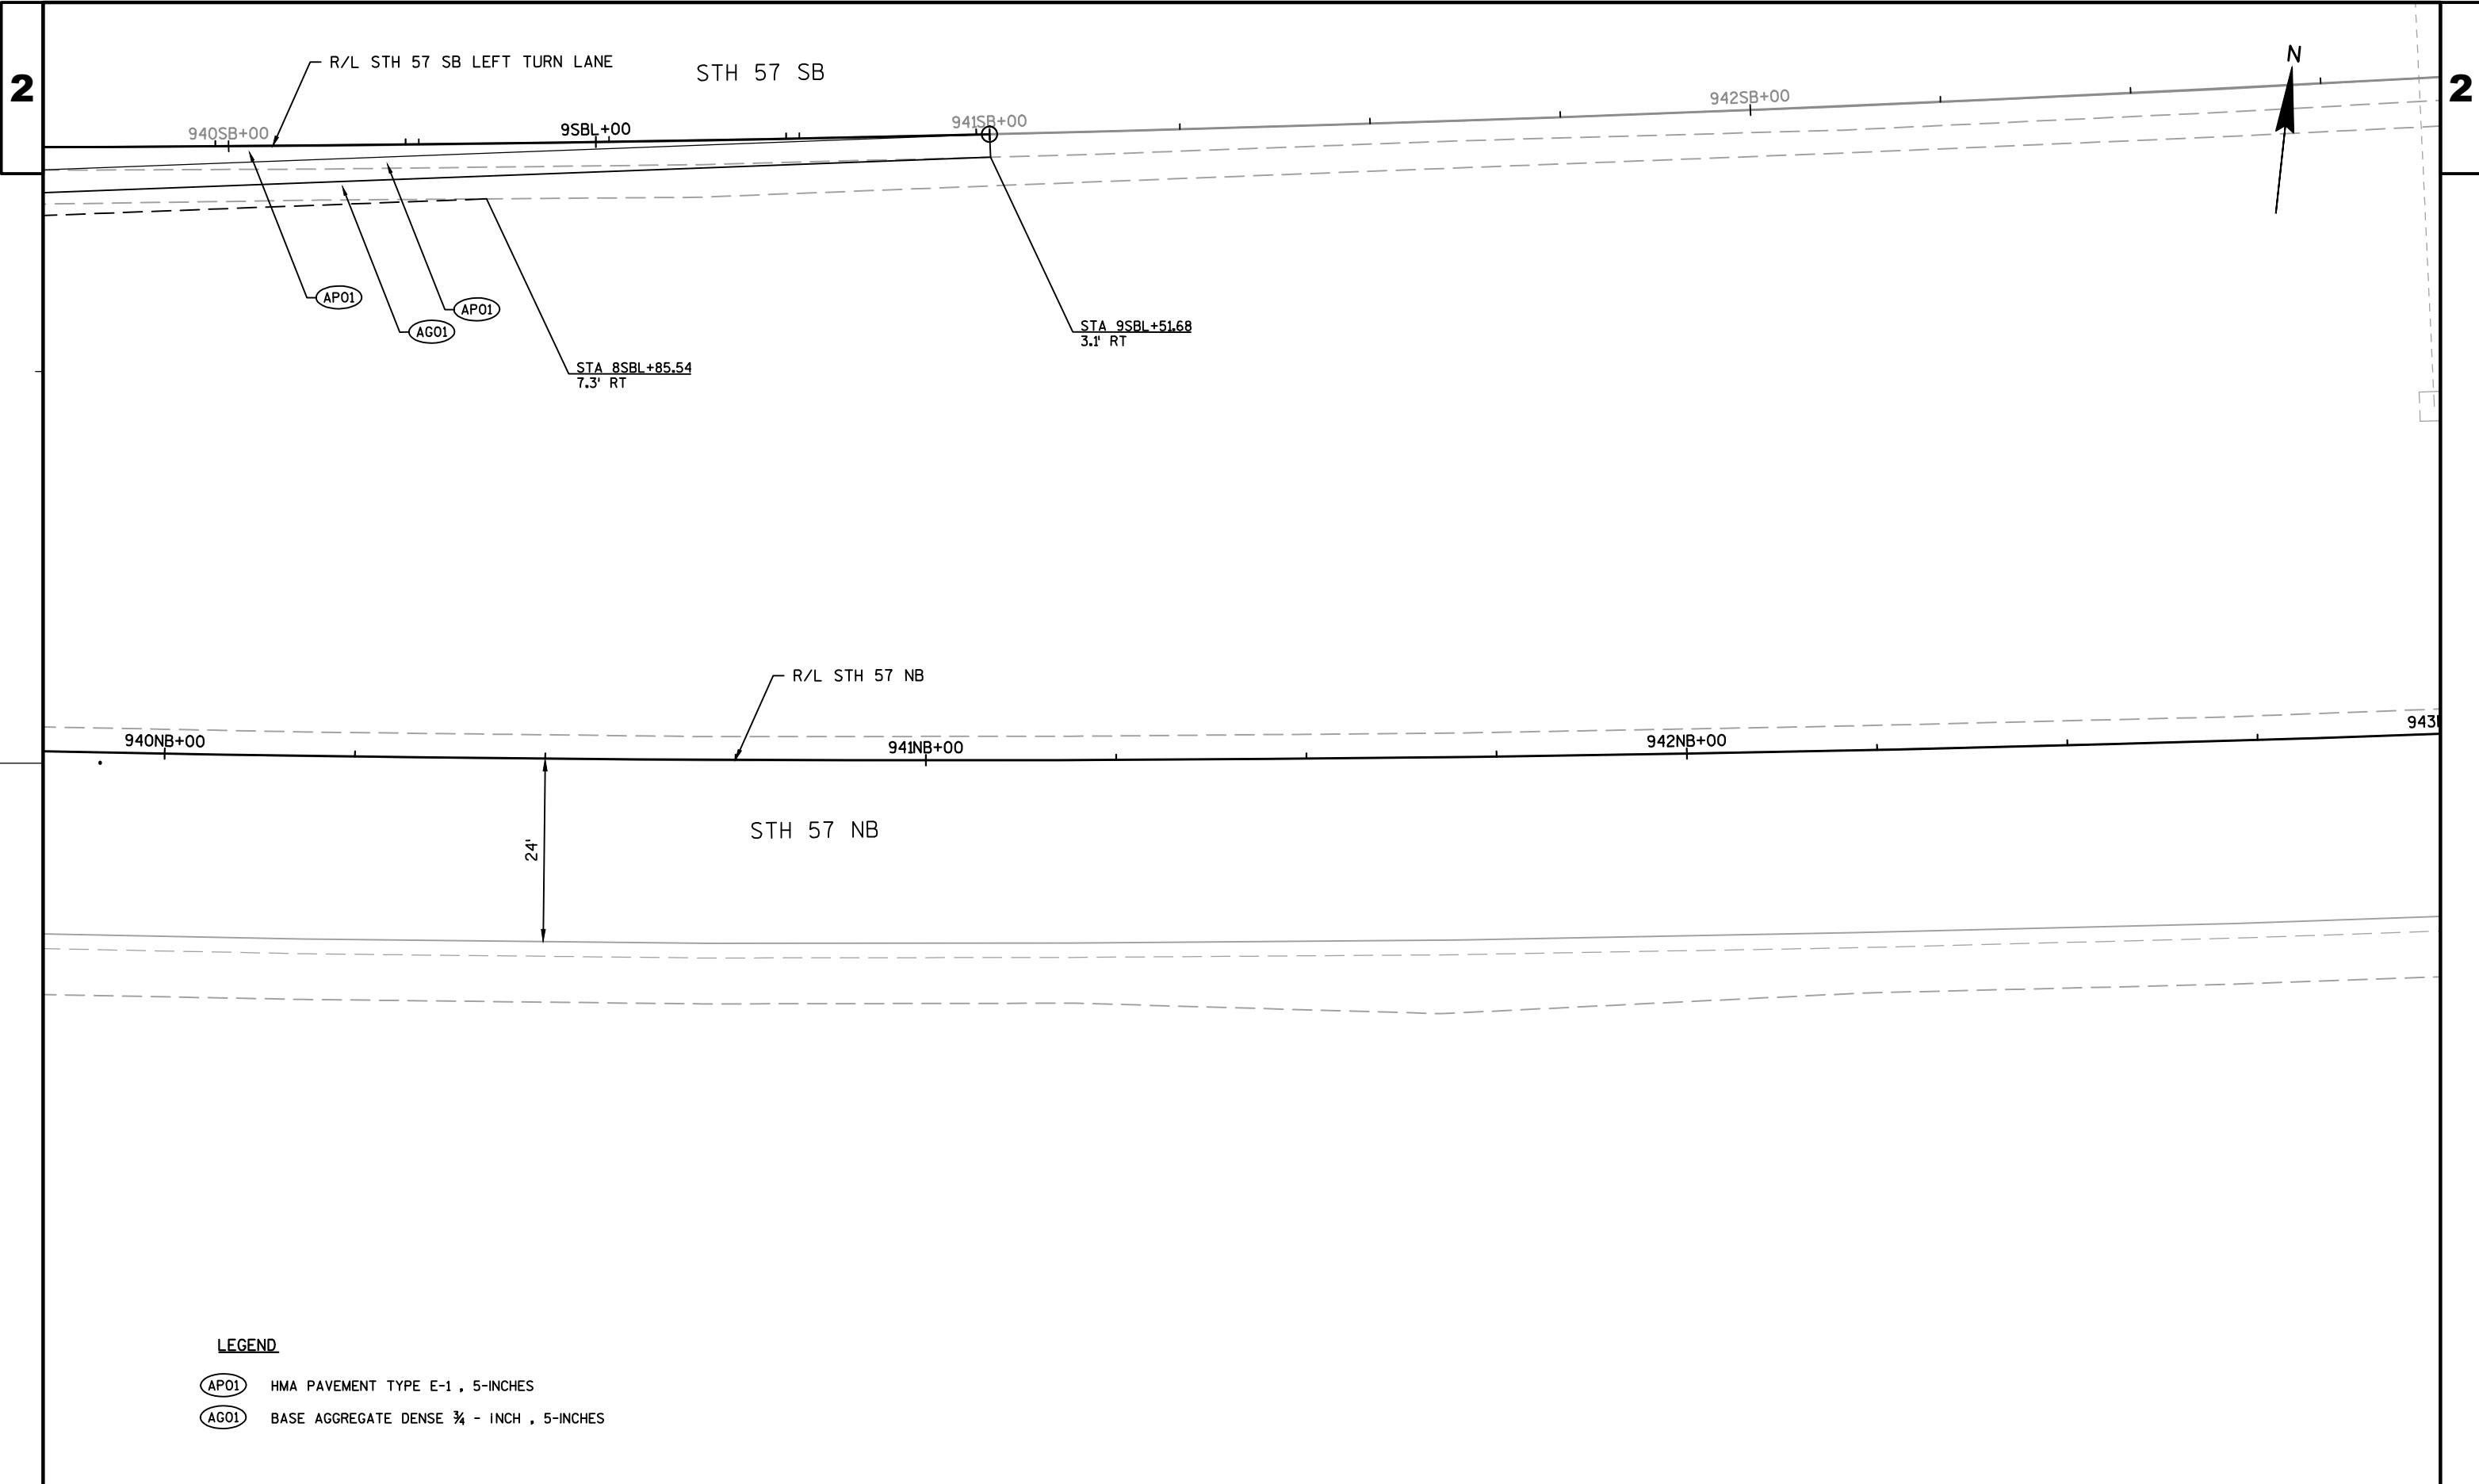 2
2
R/L STH 57 SB LEFT TURN LANE
STH 57 SB
N
940SB+00
9SBL+00
941SB+00
942SB+00
AP01
AP01
AG01
STA 9SBL+51.68
3.1' RT
STA 8SBL+85.54
7.3' RT
R/L STH 57 NB
940NB+00
941NB+00
942NB+00
943
24'
STH 57 NB
LEGEND
AP01 HMA PAVEMENT TYPE E-1 , 5-INCHES
AG01 BASE AGGREGATE DENSE ¾ - INCH , 5-INCHES